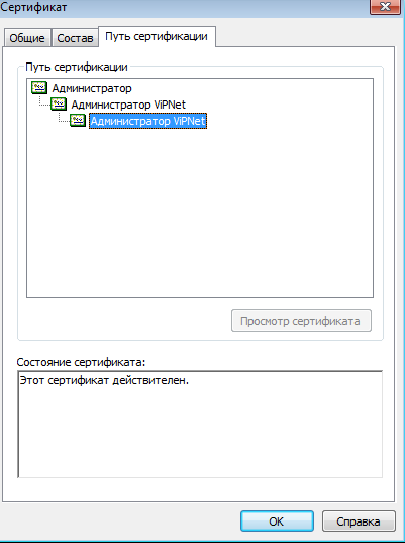 Сертификат
Общие
Состав
Путь сертификации
Путь сертификации
Администратор
Администратор ViPNet
Администратор ViPNet
Просмотр сертификата
Состояние сертификата:
Этот сертификат действителен.
OK
Справка